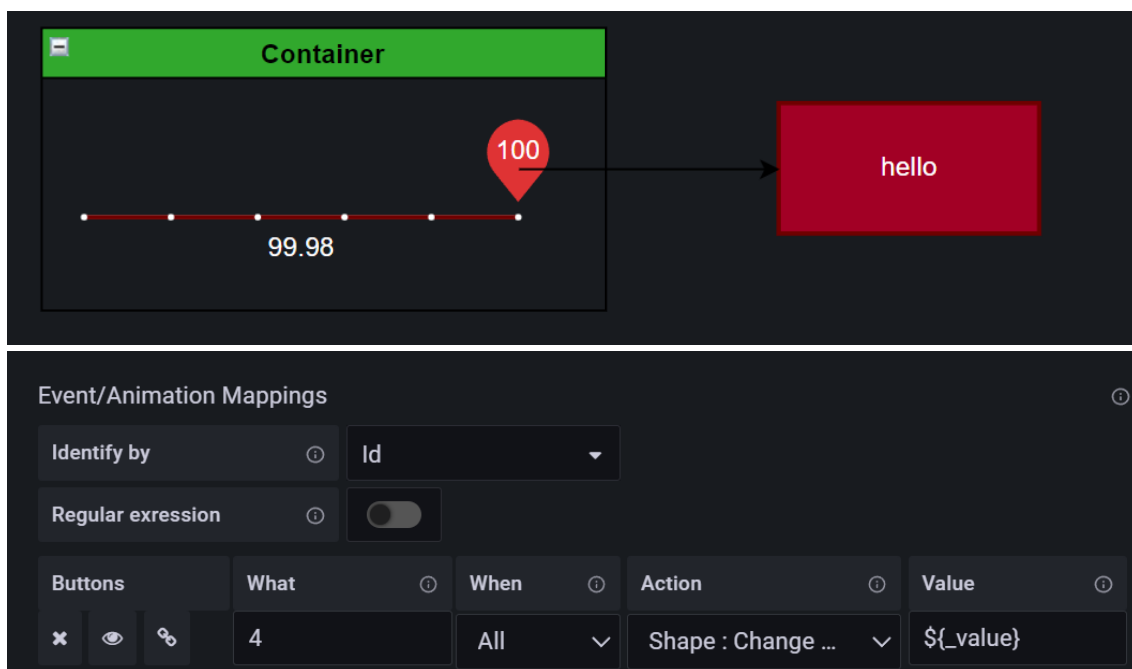 Container
100
hello
99.98
Event/Animation Mappings
Identify by Id
Regular exression
Buttons What When Action Value
4 All Shape : Change ... ${_value}